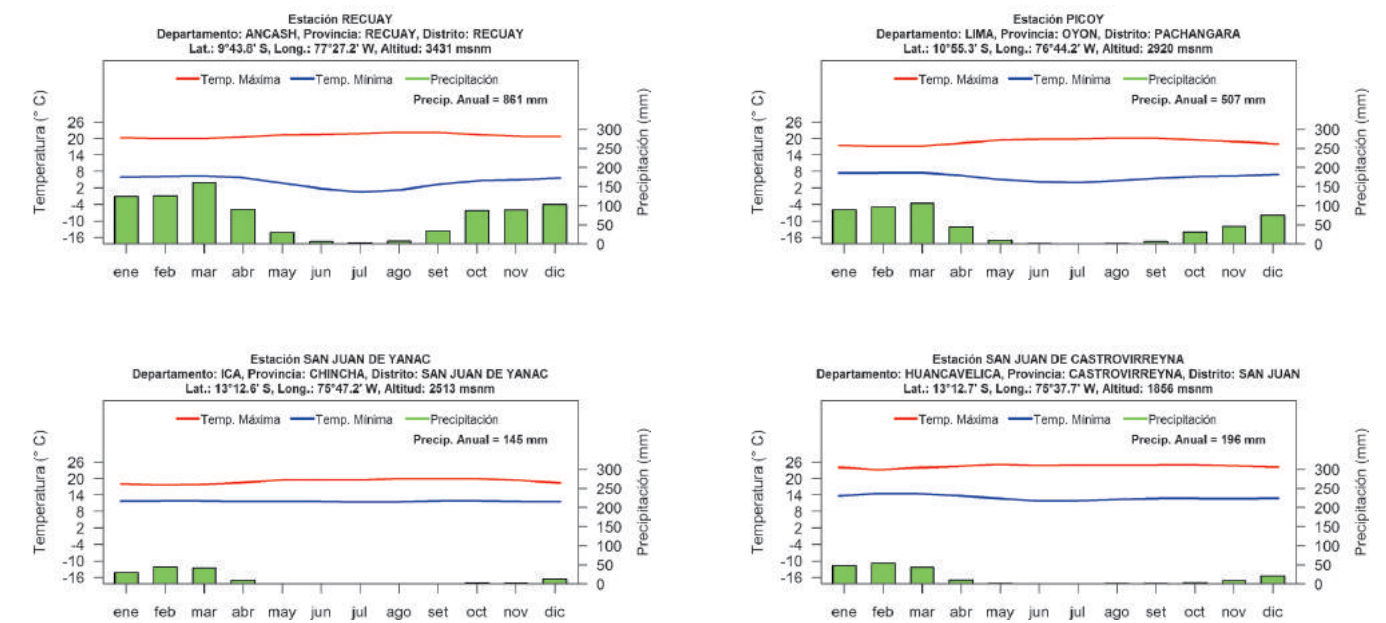 Estación RECUAY
Departamento: ANCASH, Provincia: RECUAY, Distrito: RECUAY
Lat.: 9°43.8' S, Long.: 77°27.2' W, Altitud: 3431 msnm
Temp. Máxima Temp. Mínima Precipitación
Precip. Anual = 861 mm
Temperatura (° C)
26
20
14
8
2
-4
-10
-16
Precipitación (mm)
300
250
200
150
100
50
0
ene feb mar abr may jun jul ago set oct nov dic
Estación PICOY
Departamento: LIMA, Provincia: OYON, Distrito: PACHANGARA
Lat.: 10°55.3' S, Long.: 76°44.2' W, Altitud: 2920 msnm
Temp. Máxima Temp. Mínima Precipitación
Precip. Anual = 507 mm
Temperatura (° C)
26
20
14
8
2
-4
-10
-16
Precipitación (mm)
300
250
200
150
100
50
0
ene feb mar abr may jun jul ago set oct nov dic
Estación SAN JUAN DE YANAC
Departamento: ICA, Provincia: CHINCHA, Distrito: SAN JUAN DE YANAC
Lat.: 13°12.6' S, Long.: 75°47.2' W, Altitud: 2513 msnm
Temp. Máxima Temp. Mínima Precipitación
Precip. Anual = 145 mm
Temperatura (° C)
26
20
14
8
2
-4
-10
-16
Precipitación (mm)
300
250
200
150
100
50
0
ene feb mar abr may jun jul ago set oct nov dic
Estación SAN JUAN DE CASTROVIRREYNA
Departamento: HUANCAVELICA, Provincia: CASTROVIRREYNA, Distrito: SAN JUAN
Lat.: 13°12.7' S, Long.: 75°37.7' W, Altitud: 1856 msnm
Temp. Máxima Temp. Mínima Precipitación
Precip. Anual = 196 mm
Temperatura (° C)
26
20
14
8
2
-4
-10
-16
Precipitación (mm)
300
250
200
150
100
50
0
ene feb mar abr may jun jul ago set oct nov dic